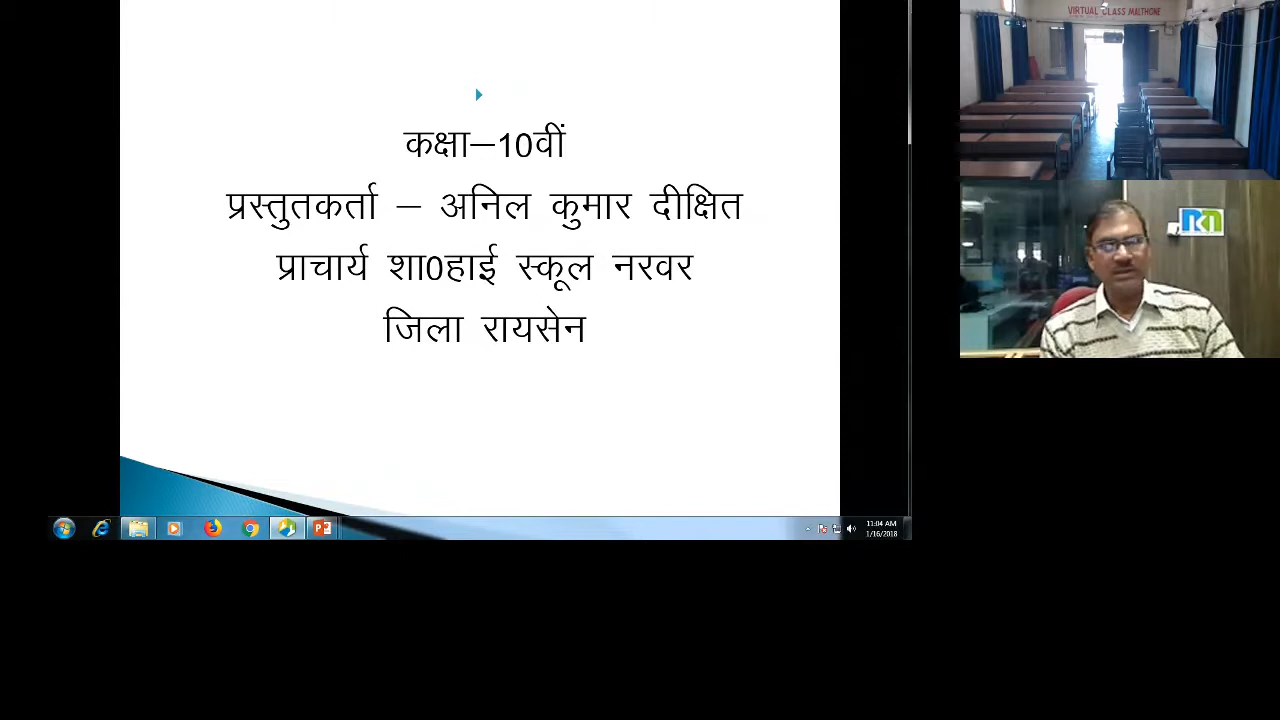 कक्षा–10वीं
प्रस्तुतकर्ता – अनिल कुमार दीक्षित
प्राचार्य शा0हाई स्कूल नरवर
जिला रायसेन
11:04 AM
1/16/2018
VIRTUAL CLASS MALTHONE